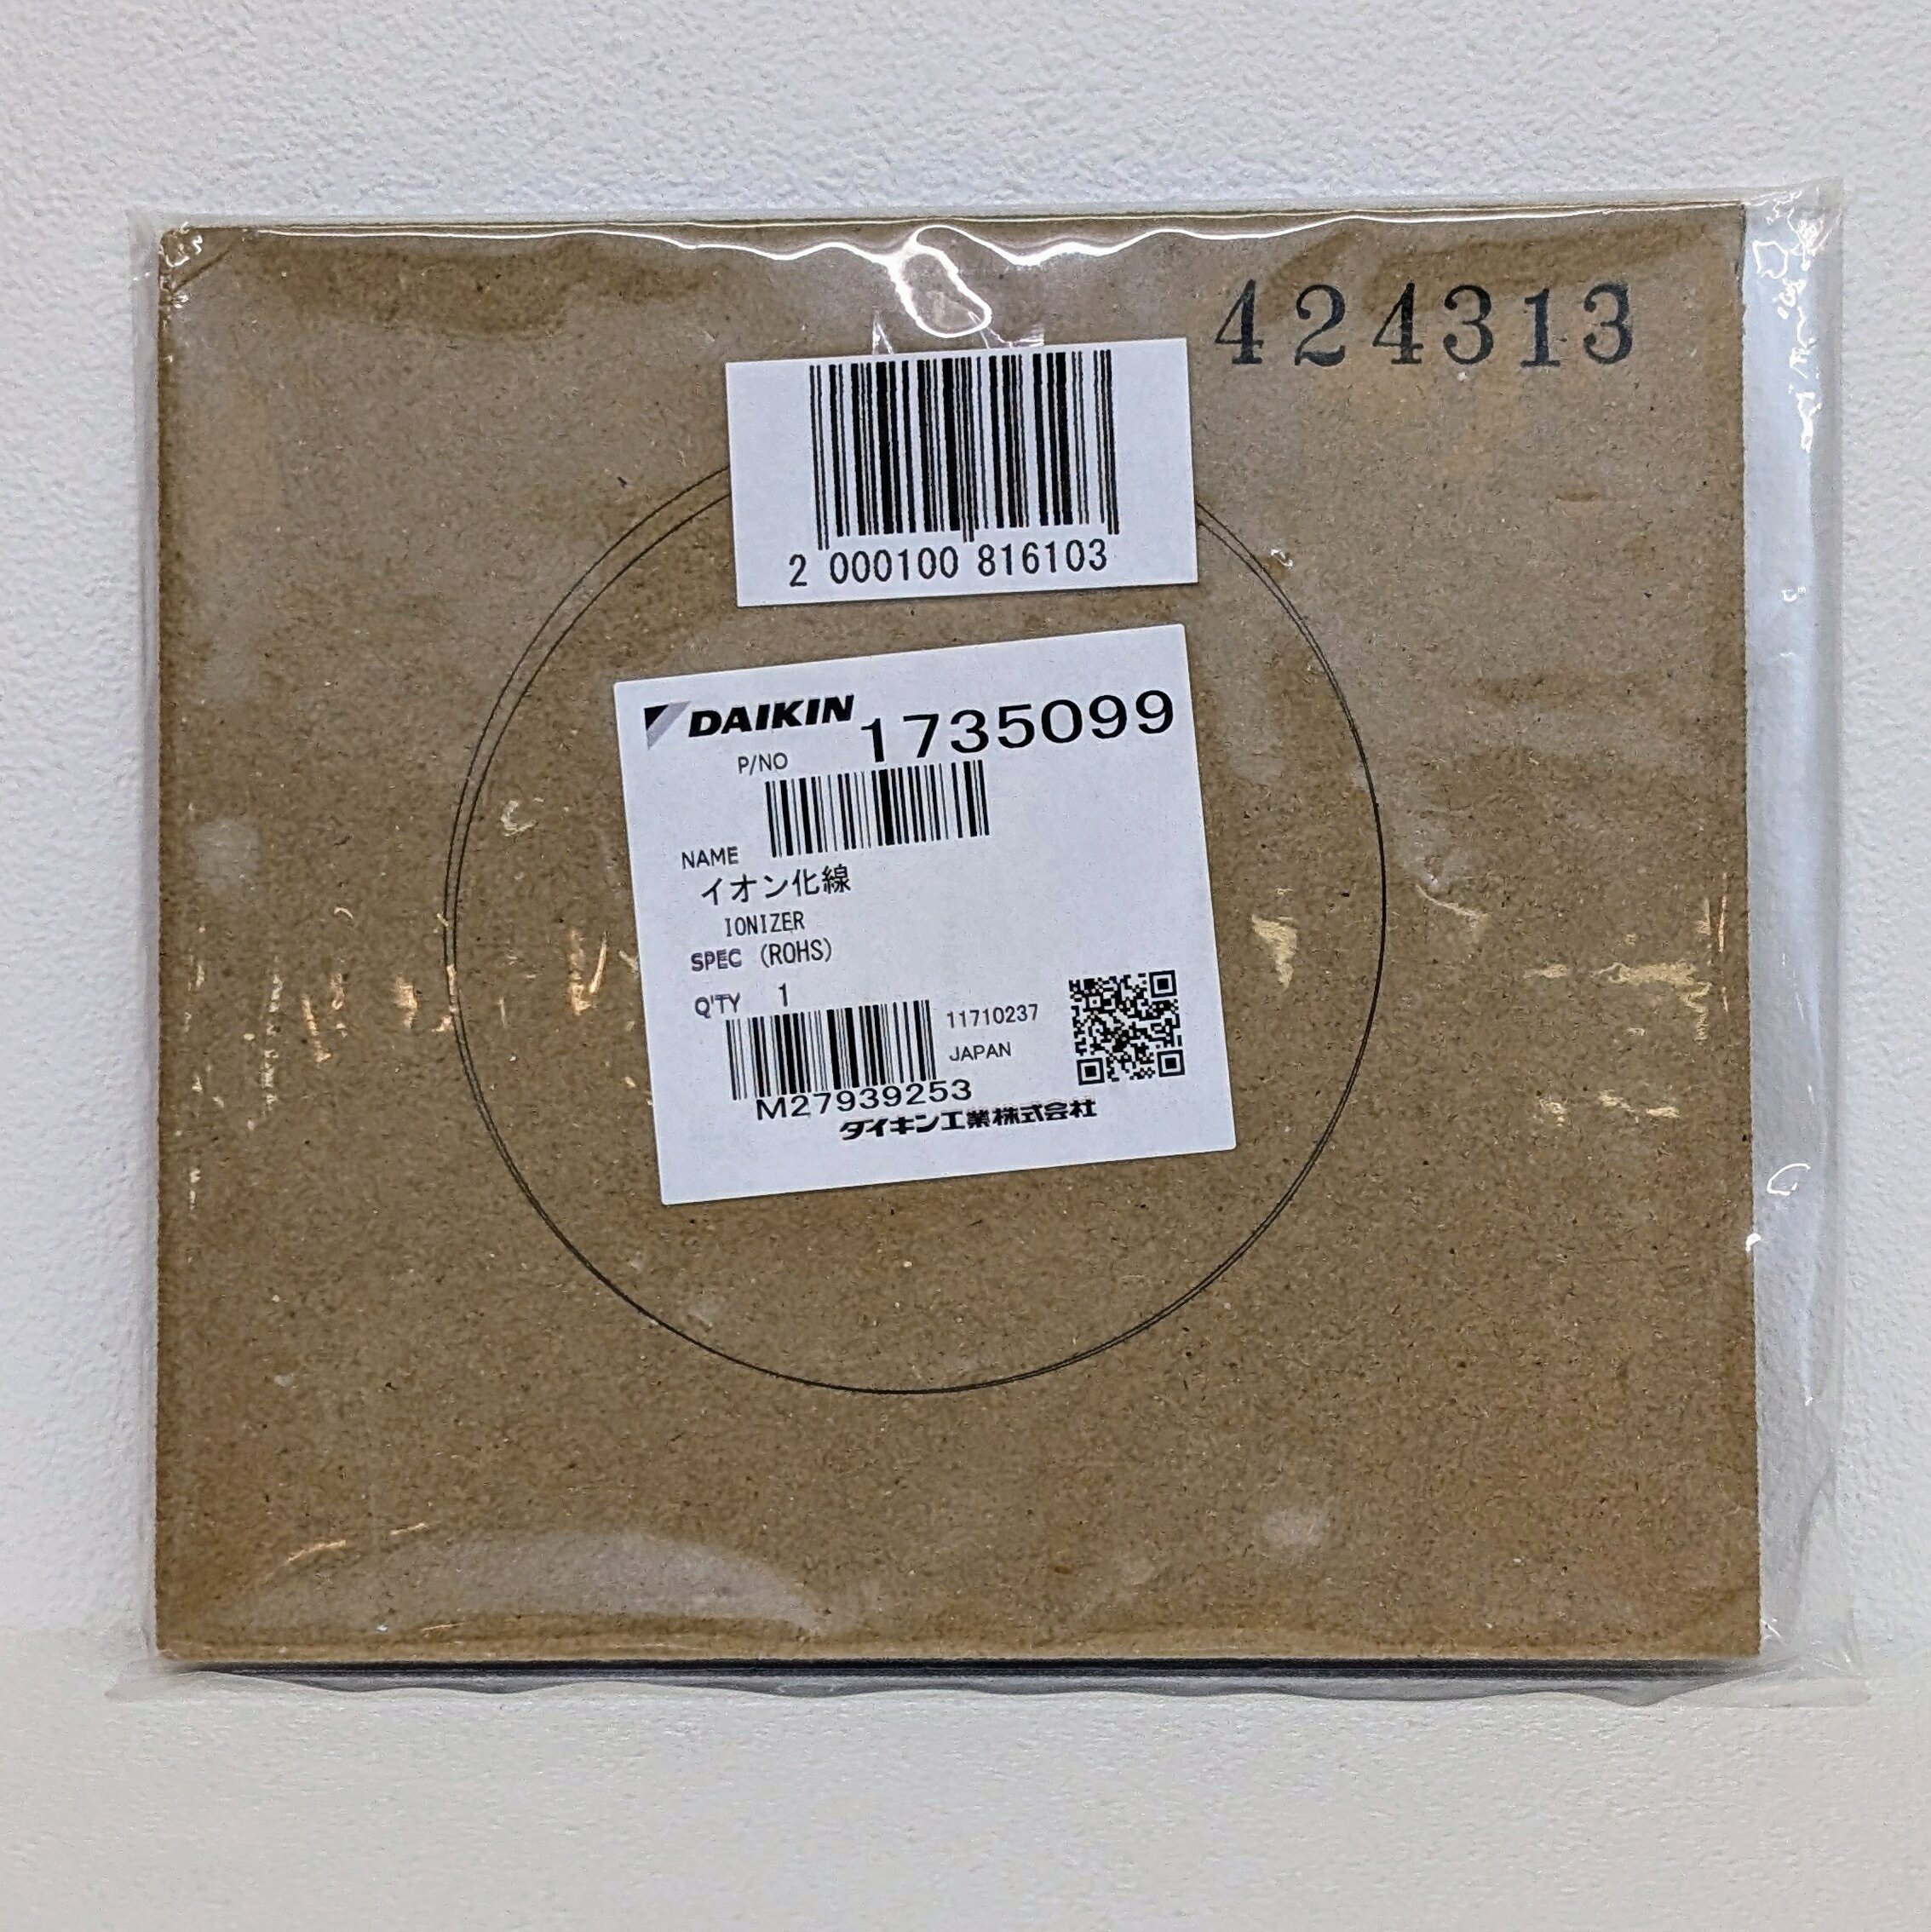 424313
2 000100 816103
DAIKIN 1735099
P/NO
NAME
イオン化線
IONIZER
SPEC (ROHS)
Q'TY 1
11710237
JAPAN
M27939253
ダイキン工業株式会社